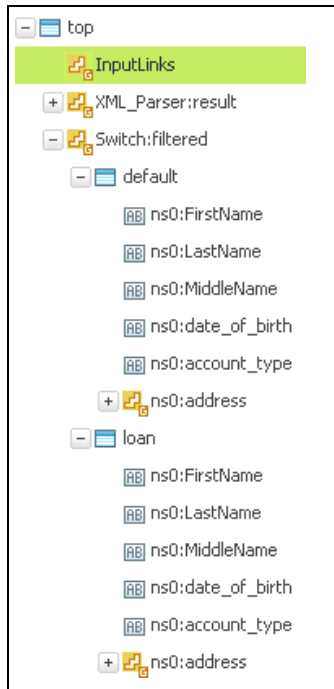 top
InputLinks
XML_Parser:result
Switch:filtered
default
ns0:FirstName
ns0:LastName
ns0:MiddleName
ns0:date_of_birth
ns0:account_type
ns0:address
loan
ns0:FirstName
ns0:LastName
ns0:MiddleName
ns0:date_of_birth
ns0:account_type
ns0:address